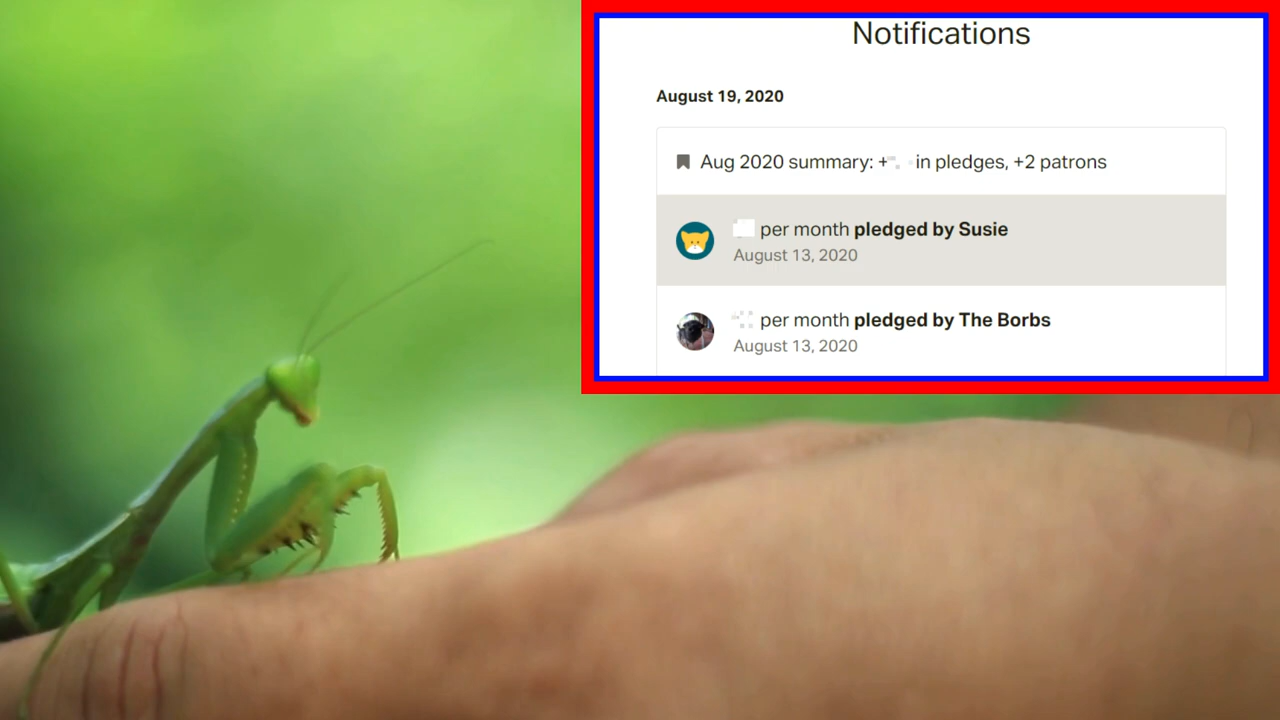 Notifications
August 19, 2020
Aug 2020 summary: + in pledges, +2 patrons
per month pledged by Susie
August 13, 2020
per month pledged by The Borbs
August 13, 2020